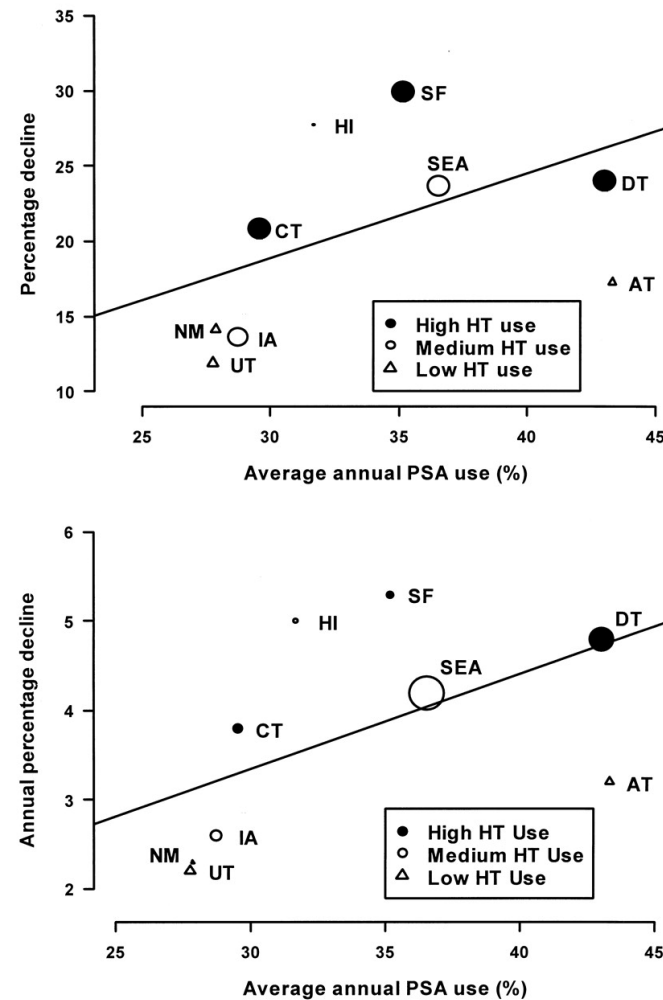 35
30
25
20
15
10
Percentage decline
SF
HI
SEA
DT
CT
AT
NM
IA
UT
High HT use
Medium HT use
Low HT use
25 30 35 40 45
Average annual PSA use (%)
6
5
4
3
2
Annual percentage decline
SF
HI
DT
SEA
CT
AT
IA
NM
UT
High HT Use
Medium HT Use
Low HT Use
25 30 35 40 45
Average annual PSA use (%)